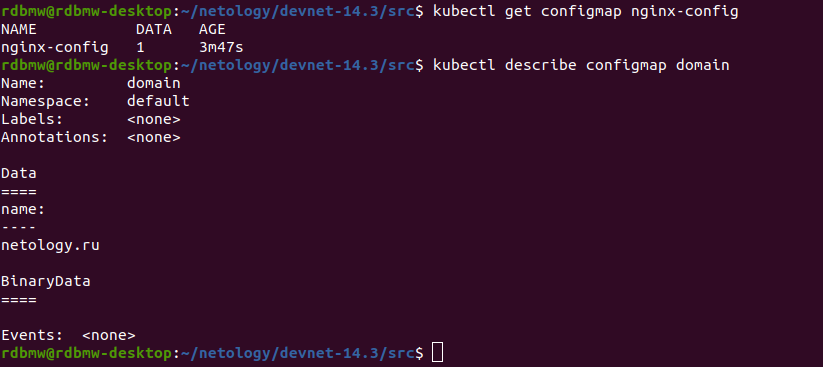 rdbmw@rdbmw-desktop:~/netology/devnet-14.3/src$ kubectl get configmap nginx-config
NAME           DATA   AGE
nginx-config   1      3m47s
rdbmw@rdbmw-desktop:~/netology/devnet-14.3/src$ kubectl describe configmap domain
Name:         domain
Namespace:    default
Labels:       <none>
Annotations:  <none>

Data
====
name:
----
netology.ru

BinaryData
====

Events:  <none>
rdbmw@rdbmw-desktop:~/netology/devnet-14.3/src$